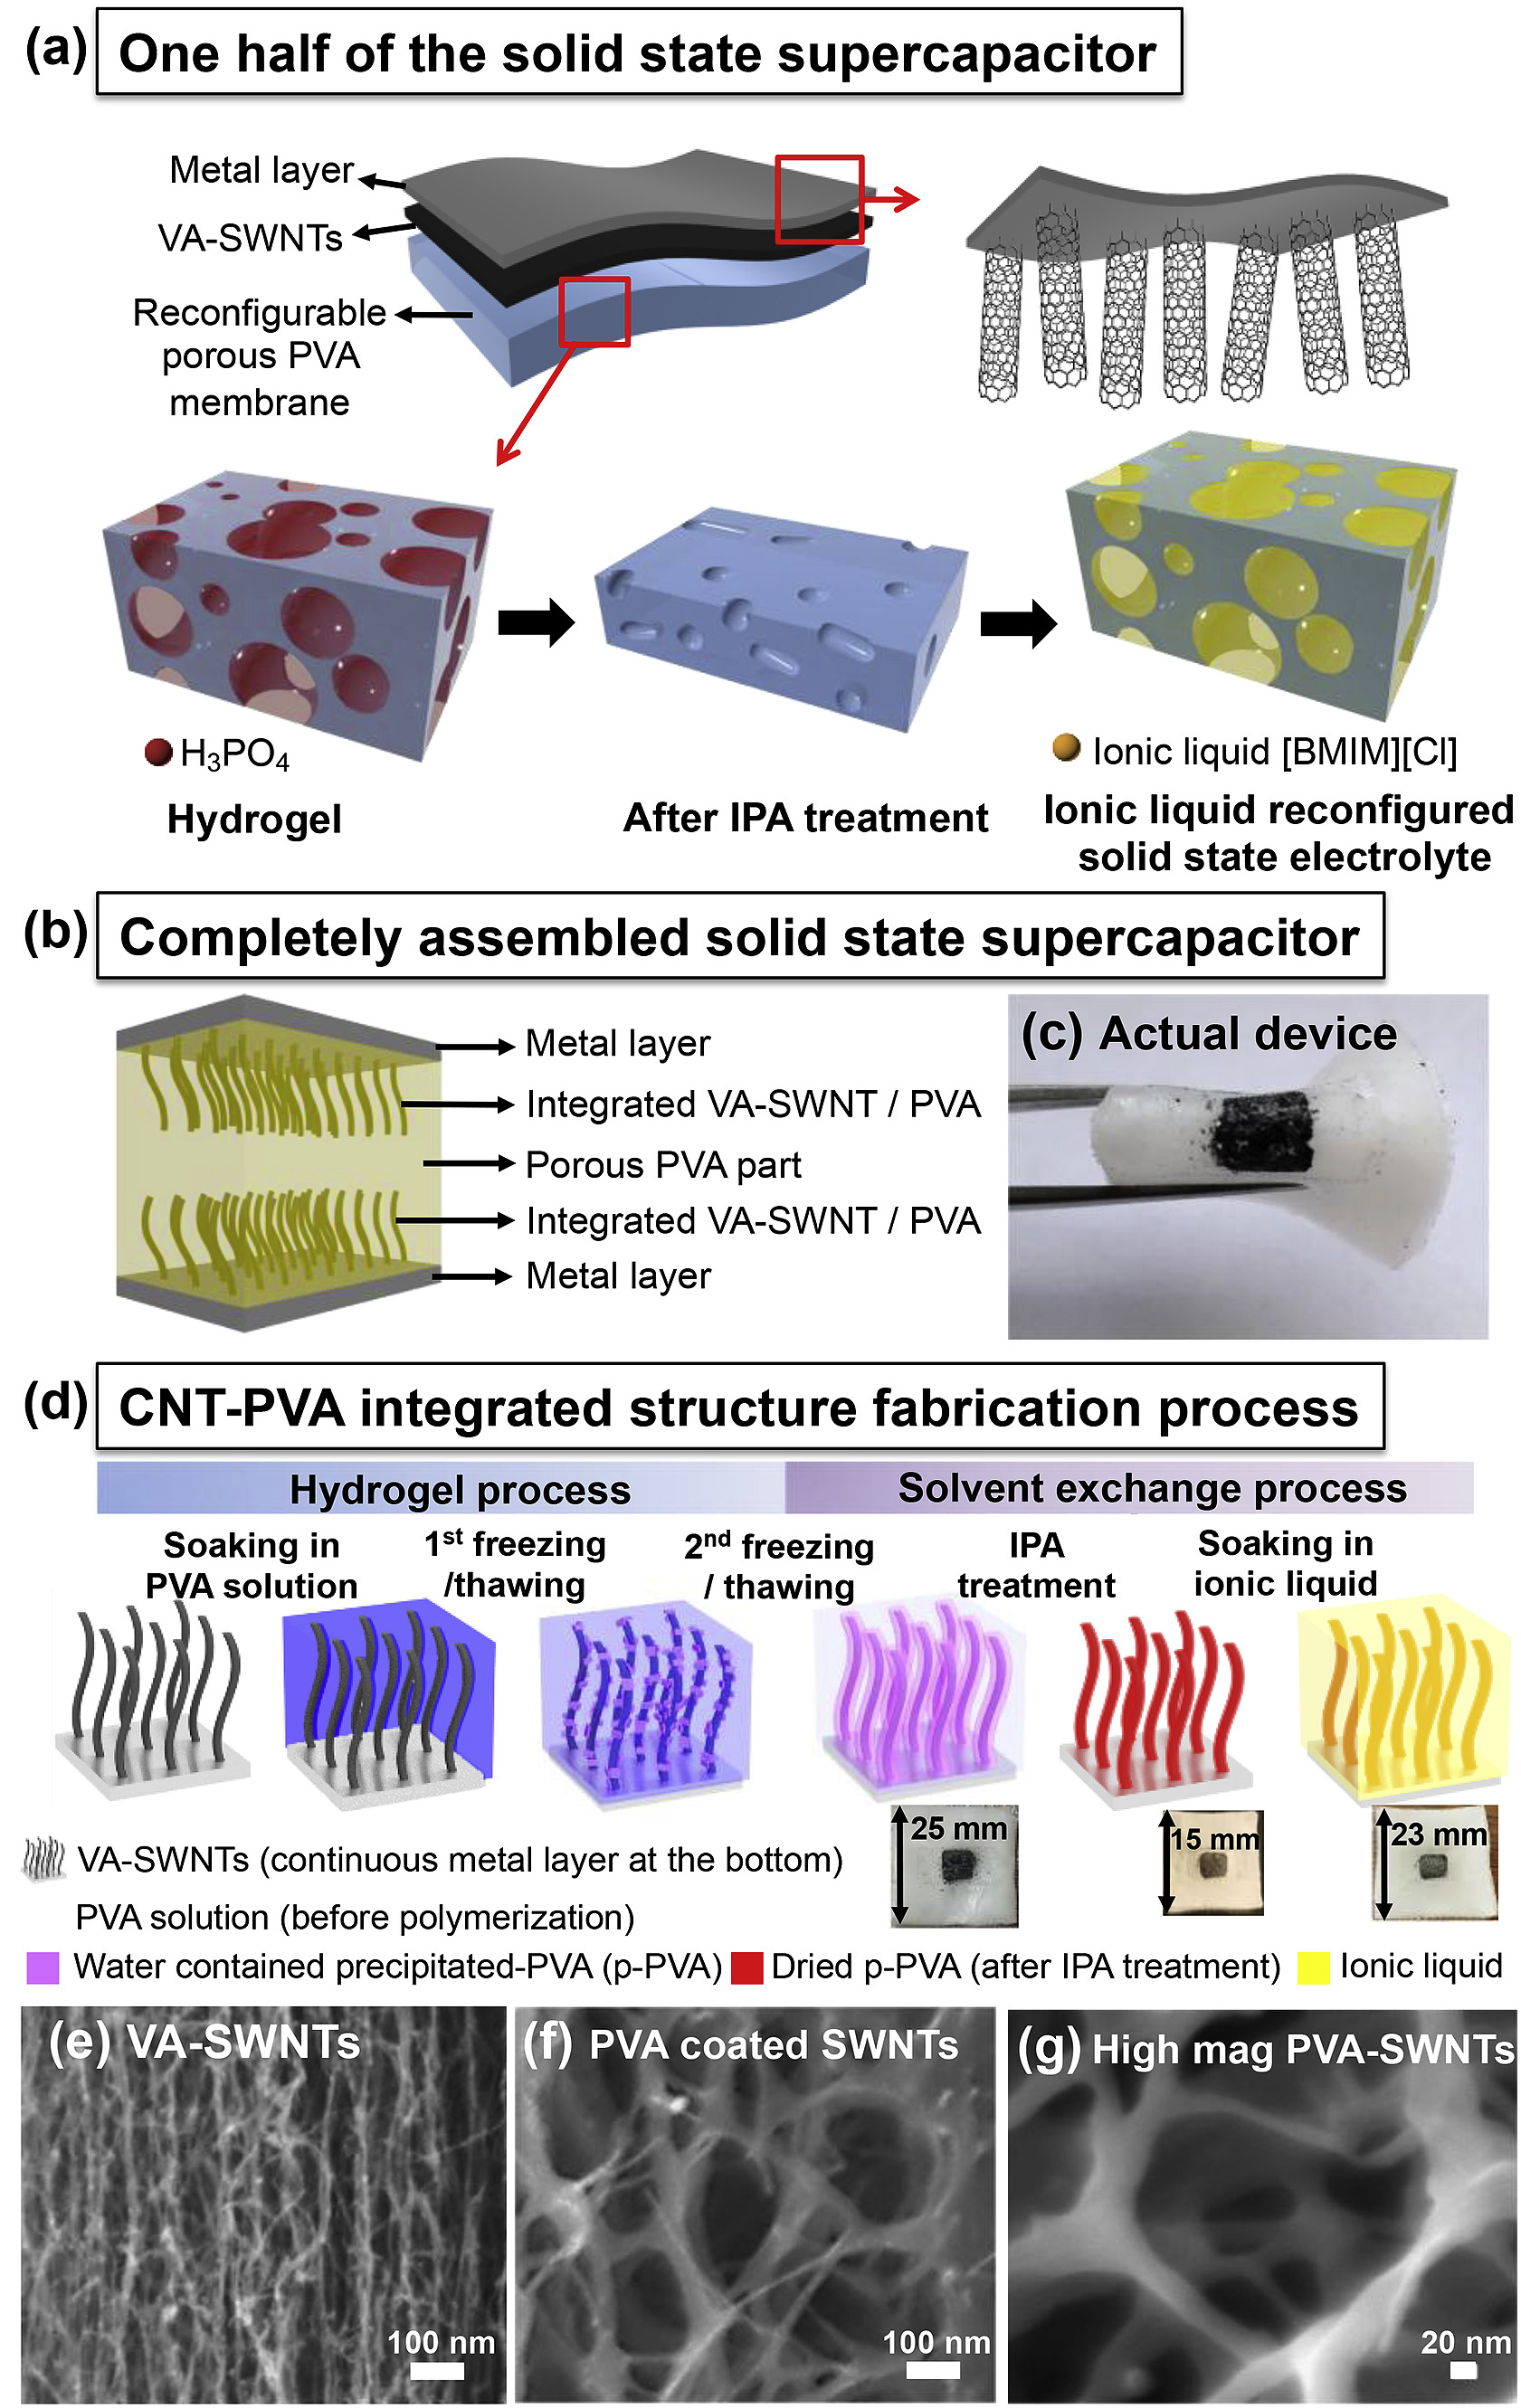 (a) One half of the solid state supercapacitor
Metal layer
VA-SWNTs
Reconfigurable
porous PVA
membrane
H₃PO₄
Hydrogel
After IPA treatment
Ionic liquid [BMIM][Cl]
Ionic liquid reconfigured
solid state electrolyte
(b) Completely assembled solid state supercapacitor
Metal layer
Integrated VA-SWNT / PVA
Porous PVA part
Integrated VA-SWNT / PVA
Metal layer
(c) Actual device
(d) CNT-PVA integrated structure fabrication process
Hydrogel process
Solvent exchange process
Soaking in
PVA solution
1st freezing
/thawing
2nd freezing
/ thawing
IPA
treatment
Soaking in
ionic liquid
25 mm
15 mm
23 mm
VA-SWNTs (continuous metal layer at the bottom)
PVA solution (before polymerization)
Water contained precipitated-PVA (p-PVA)
Dried p-PVA (after IPA treatment)
Ionic liquid
(e) VA-SWNTs
100 nm
(f) PVA coated SWNTs
100 nm
(g) High mag PVA-SWNTs
20 nm